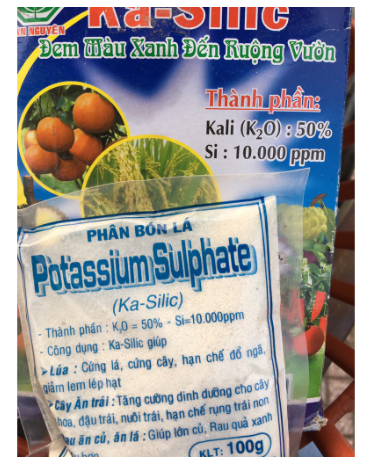 Ka-Silic
ÂN NGUYÊN
Đem Màu Xanh Đến Ruộng Vườn
Thành phần:
Kali (K₂O) : 50%
Si : 10.000 ppm
PHÂN BÓN LÁ
Potassium Sulphate
(Ka-Silic)
- Thành phần : K₂O = 50% - Si=10.000ppm
- Công dụng : Ka-Silic giúp
Lúa : Cứng lá, cứng cây, hạn chế đổ ngã,
giảm lem lép hạt
Cây Ăn trái : Tăng cường dinh dưỡng cho cây
hoa, đậu trái, nuôi trái, hạn chế rụng trái non
au ăn củ, ăn lá : Giúp lớn củ, Rau quả xanh
KLT: 100g